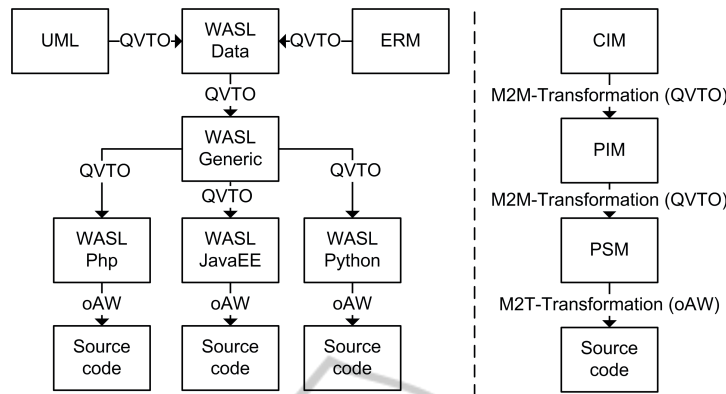 UML
QVTO
WASL
Data
QVTO
ERM
QVTO
WASL
Generic
QVTO
QVTO
QVTO
WASL
Php
WASL
JavaEE
WASL
Python
oAW
oAW
oAW
Source
code
Source
code
Source
code
CIM
M2M-Transformation (QVTO)
PIM
M2M-Transformation (QVTO)
PSM
M2T-Transformation (oAW)
Source
code